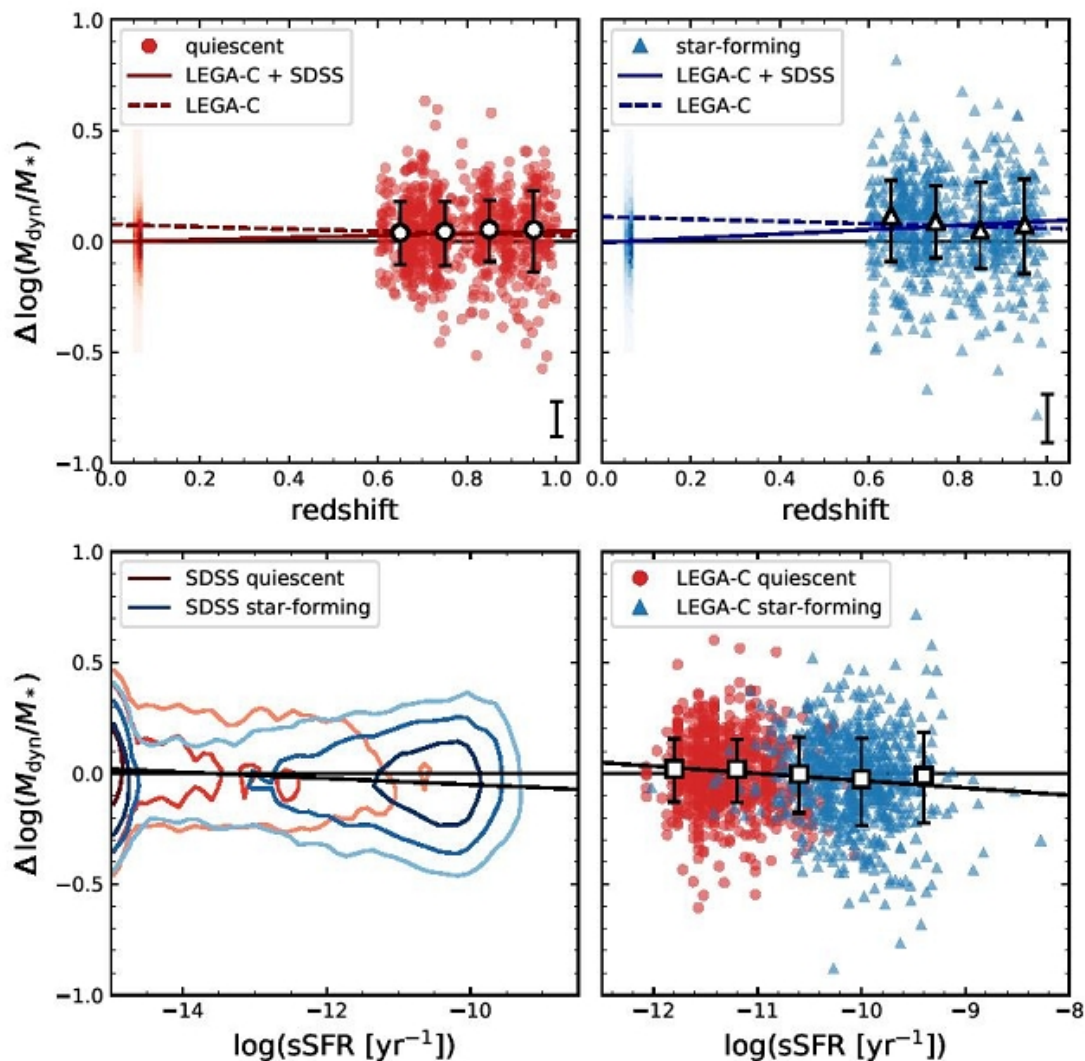 quiescent
LEGA-C + SDSS
LEGA-C
star-forming
LEGA-C + SDSS
LEGA-C
1.0
0.5
0.0
−0.5
−1.0
Δlog(M_dyn/M_*)
0.0 0.2 0.4 0.6 0.8 1.0
0.0 0.2 0.4 0.6 0.8 1.0
redshift
redshift
SDSS quiescent
SDSS star-forming
LEGA-C quiescent
LEGA-C star-forming
1.0
0.5
0.0
−0.5
−1.0
Δlog(M_dyn/M_*)
−14 −12 −10
−12 −11 −10 −9 −8
log(sSFR [yr⁻¹)
log(sSFR [yr⁻¹)